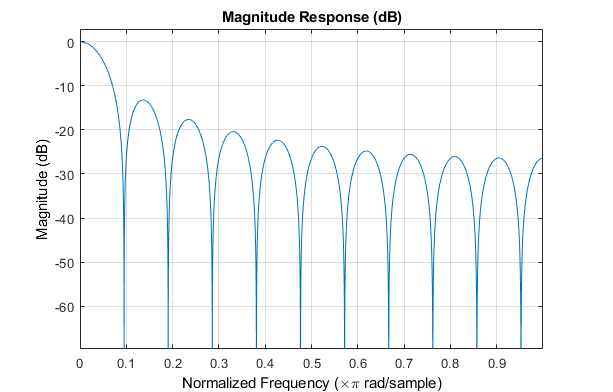 Magnitude Response (dB)
Magnitude (dB)
0
-10
-20
-30
-40
-50
-60
0 0.1 0.2 0.3 0.4 0.5 0.6 0.7 0.8 0.9
Normalized Frequency (×π rad/sample)